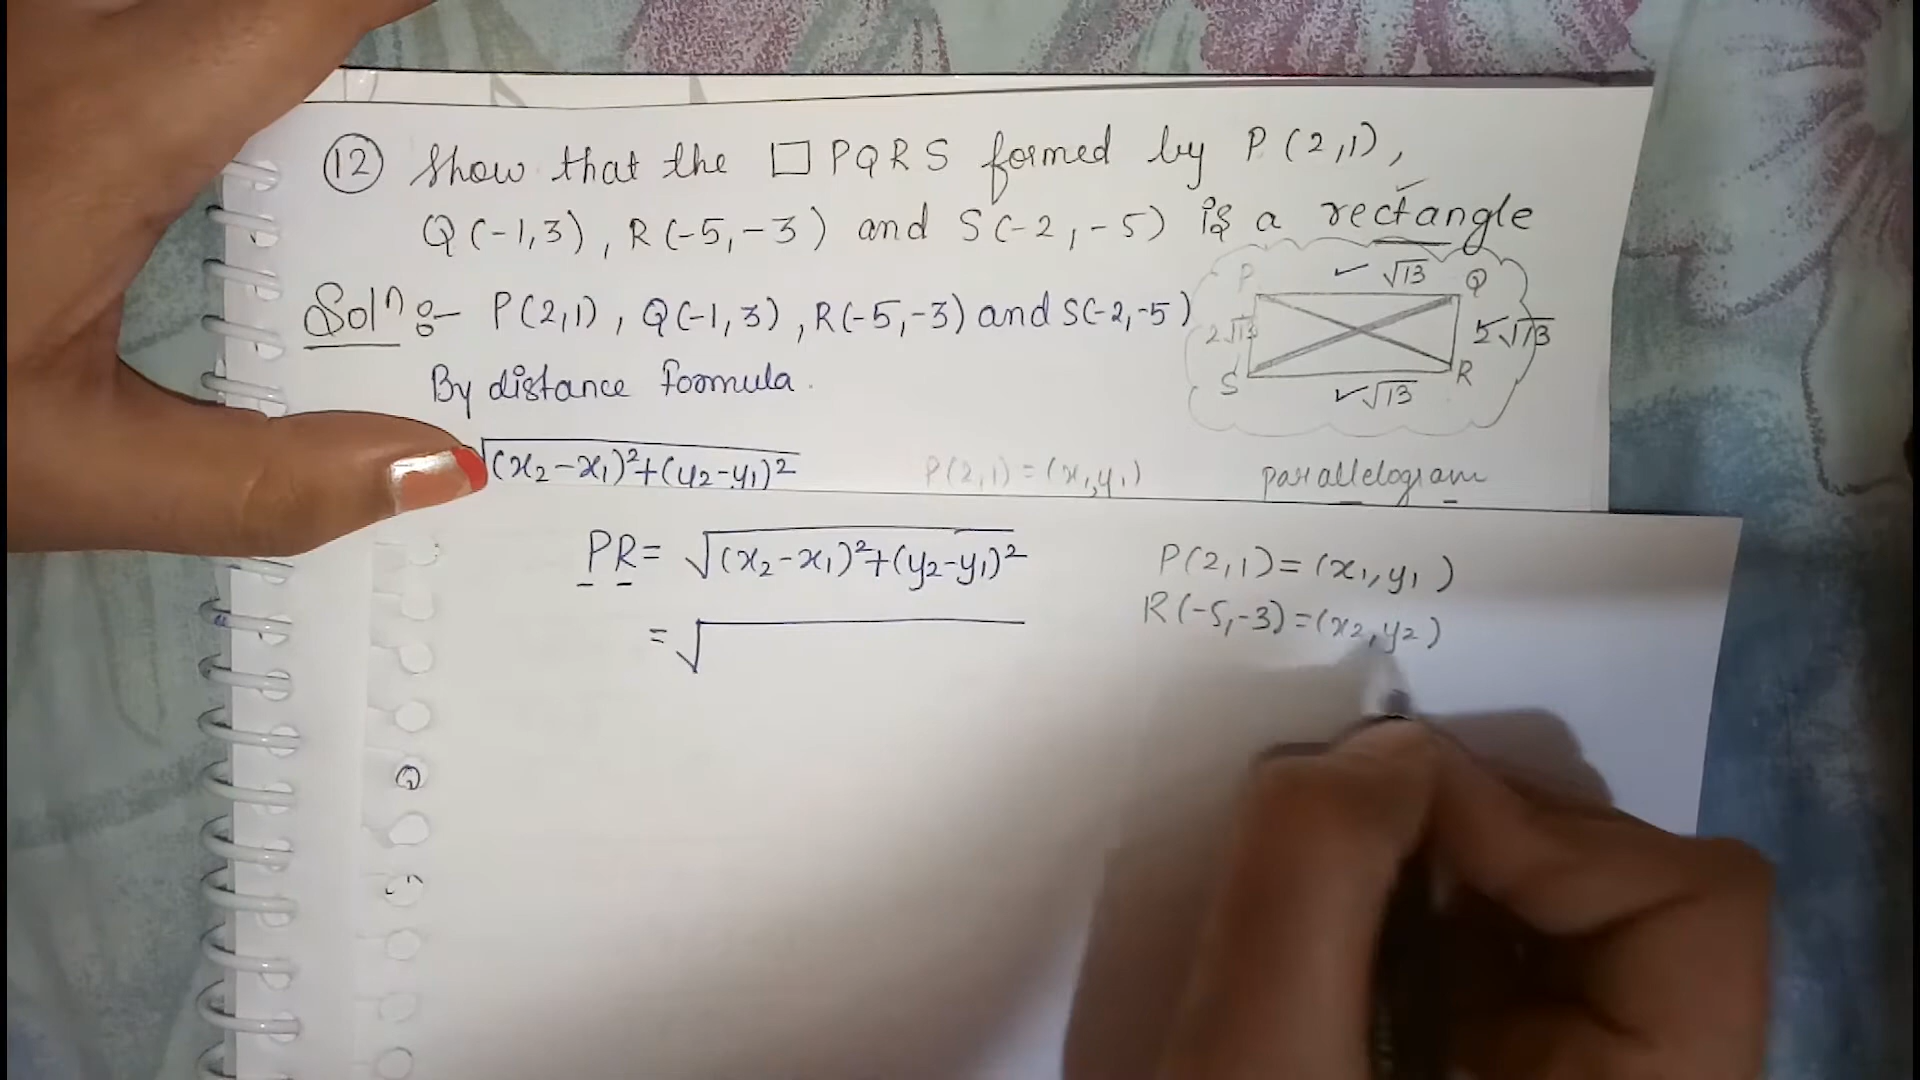 12 Show that the □ PQRS formed by P(2,1),
Q(-1,3), R(-5,-3) and S(-2,-5) is a rectangle
Solⁿ:- P(2,1), Q(-1,3), R(-5,-3) and S(-2,-5)
By distance formula.
P √13 Q
2√13 √13
S √13 R
√(x₂-x₁)²+(y₂-y₁)² P(2,1)=(x₁,y₁) parallelogram
PR= √(x₂-x₁)²+(y₂-y₁)² P(2,1)=(x₁,y₁)
=√ R(-5,-3)=(x₂,y₂)